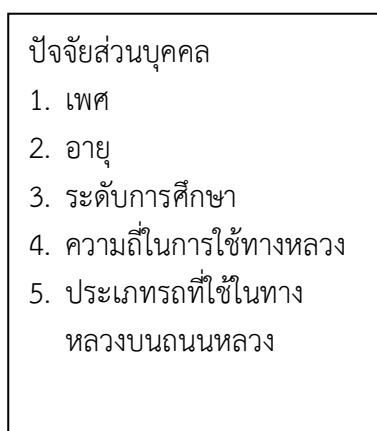 ปัจจัยส่วนบุคคล
1. เพศ
2. อายุ
3. ระดับการศึกษา
4. ความถี่ในการใช้ทางหลวง
5. ประเภทรถที่ใช้ในทาง
หลวงบนถนนหลวง